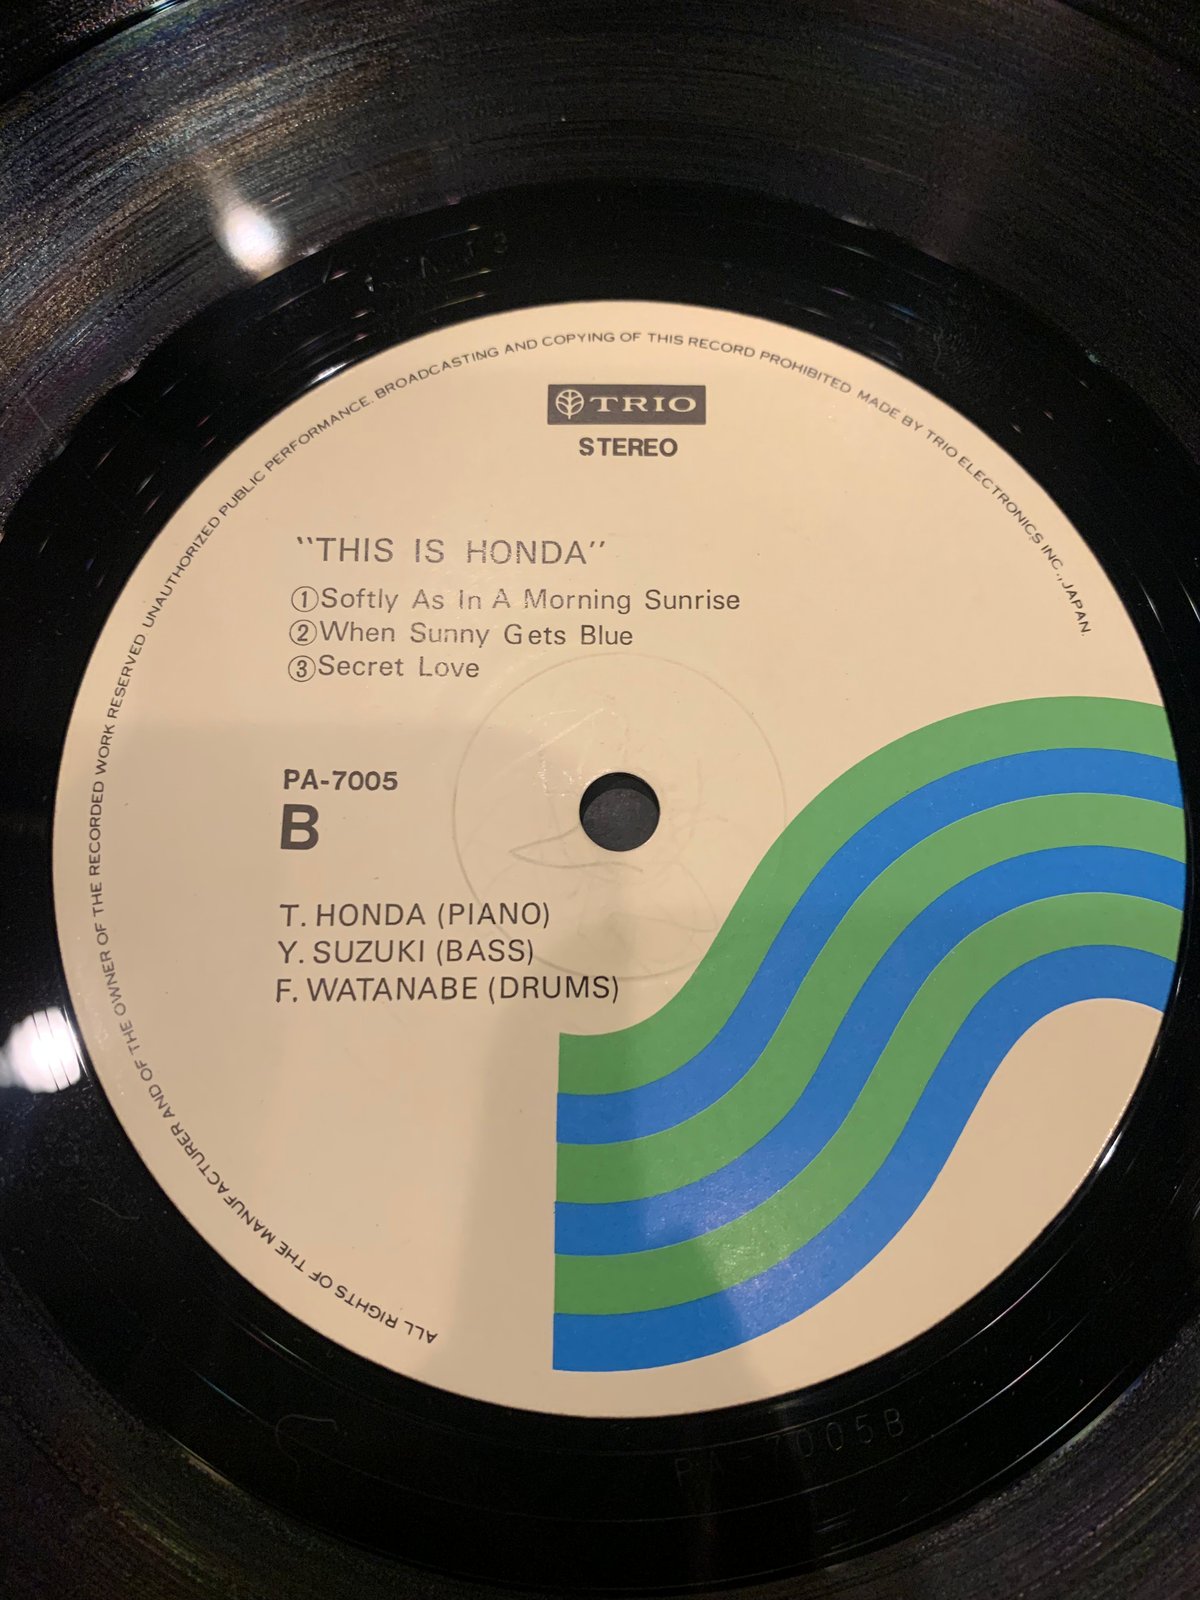 ALL RIGHTS OF THE MANUFACTURER AND OF THE OWNER OF THE RECORDED WORK RESERVED UNAUTHORIZED PUBLIC PERFORMANCE. BROADCASTING AND COPYING OF THIS RECORD PROHIBITED MADE BY TRIO ELECTRONICS INC., JAPAN.
TRIO
STEREO
"THIS IS HONDA"
①Softly As In A Morning Sunrise
②When Sunny Gets Blue
③Secret Love
PA-7005
B
T. HONDA (PIANO)
Y. SUZUKI (BASS)
F. WATANABE (DRUMS)
PA-7005B